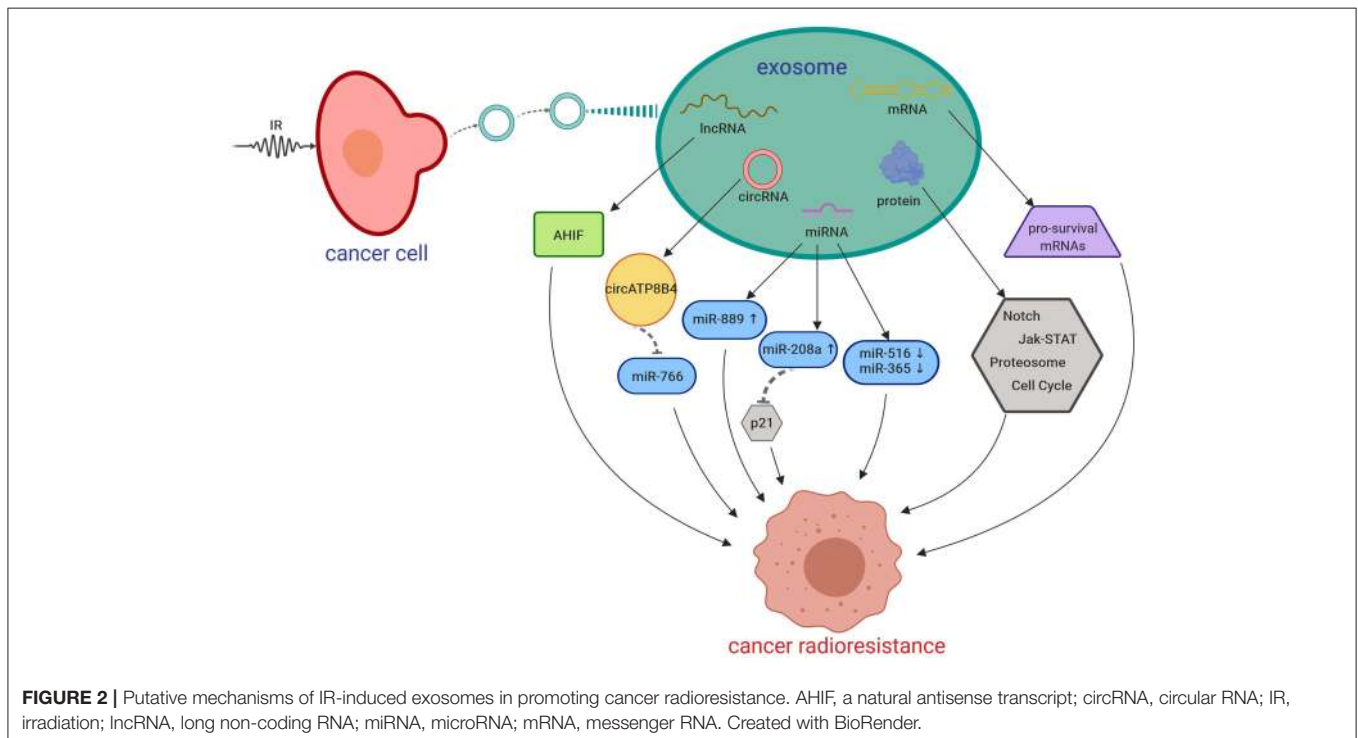 exosome
mRNA
lncRNA
IR
circRNA
protein
miRNA
cancer cell
AHIF
pro-survival
mRNAs
circATP8B4
miR-889 ↑
Notch
Jak-STAT
miR-208a ↑
miR-516 ↓
miR-365 ↓
Proteosome
miR-766
Cell Cycle
p21
cancer radioresistance
FIGURE 2 | Putative mechanisms of IR-induced exosomes in promoting cancer radioresistance. AHIF, a natural antisense transcript; circRNA, circular RNA; IR,
irradiation; lncRNA, long non-coding RNA; miRNA, microRNA; mRNA, messenger RNA. Created with BioRender.